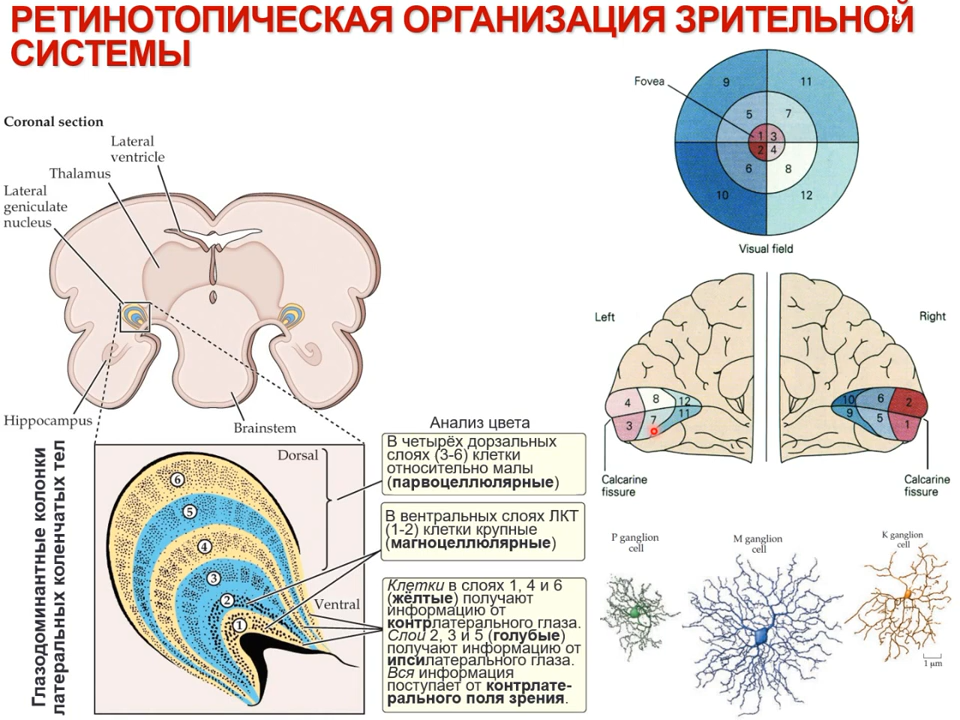 РЕТИНОТОПИЧЕСКАЯ ОРГАНИЗАЦИЯ ЗРИТЕЛЬНОЙ
СИСТЕМЫ
Coronal section
Lateral
ventricle
Thalamus
Lateral
geniculate
nucleus
Hippocampus
Brainstem
Fovea
9
11
5
7
1
3
2
4
6
8
10
12
Visual field
Left
Right
4
8
12
11
3
7
10
6
2
9
5
1
Calcarine
fissure
Calcarine
fissure
Глазодоминантные колонки
латеральных коленчатых тел
Dorsal
6
5
4
3
2
1
Ventral
Анализ цвета
В четырёх дорзальных
слоях (3-6) клетки
относительно малы
(парвоцеллюлярные)
В вентральных слоях ЛКТ
(1-2) клетки крупные
(магноцеллюлярные)
Клетки в слоях 1, 4 и 6
(жёлтые) получают
информацию от
контрлатерального глаза.
Слои 2, 3 и 5 (голубые)
получают информацию от
ипсилатерального глаза.
Вся информация
поступает от контрлате-
рального поля зрения.
P ganglion
cell
M ganglion
cell
K ganglion
cell
1 μm